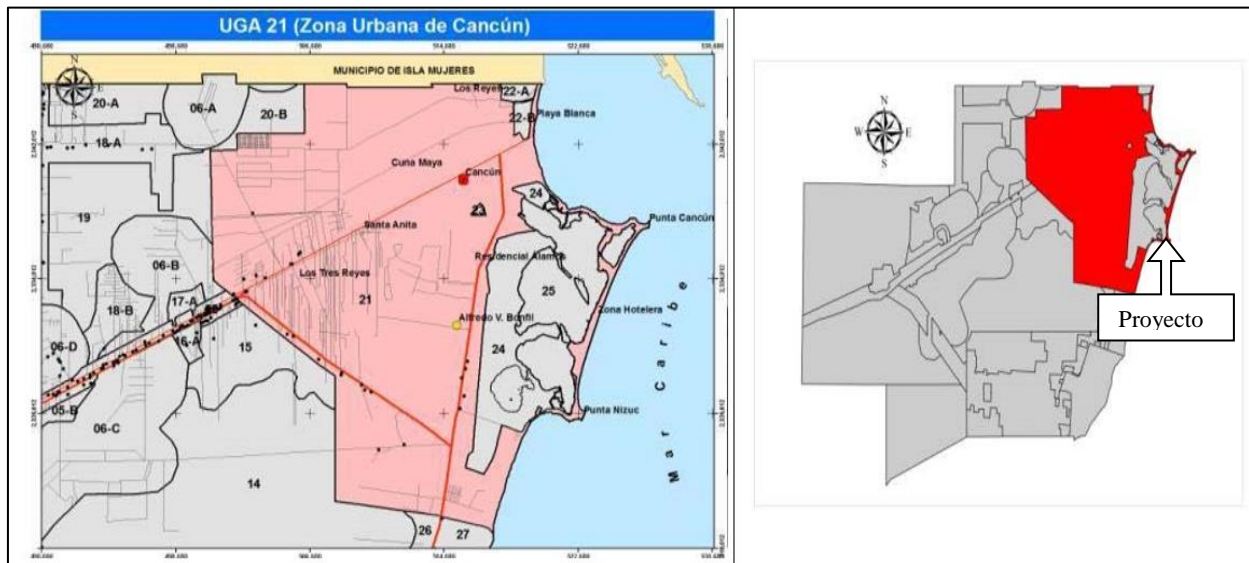 UGA 21 (Zona Urbana de Cancún)
MUNICIPIO DE ISLA MUJERES
N
E
S
20-A
06-A
20-B
Los Reyes
22-A
22-B
Playa Blanca
18-A
Cuna Maya
Cancún
24
Punta Cancún
19
23
Santa Anita
06-B
Residencial Alamos
Los Tres Reyes
21
25
17-A
18-B
Zona Hotelera
Alfredo V. Bonfil
16-A
15
24
06-D
05-B
Punta Nizuc
06-C
Mar Caribe
14
26
27
N
W
E
S
Proyecto